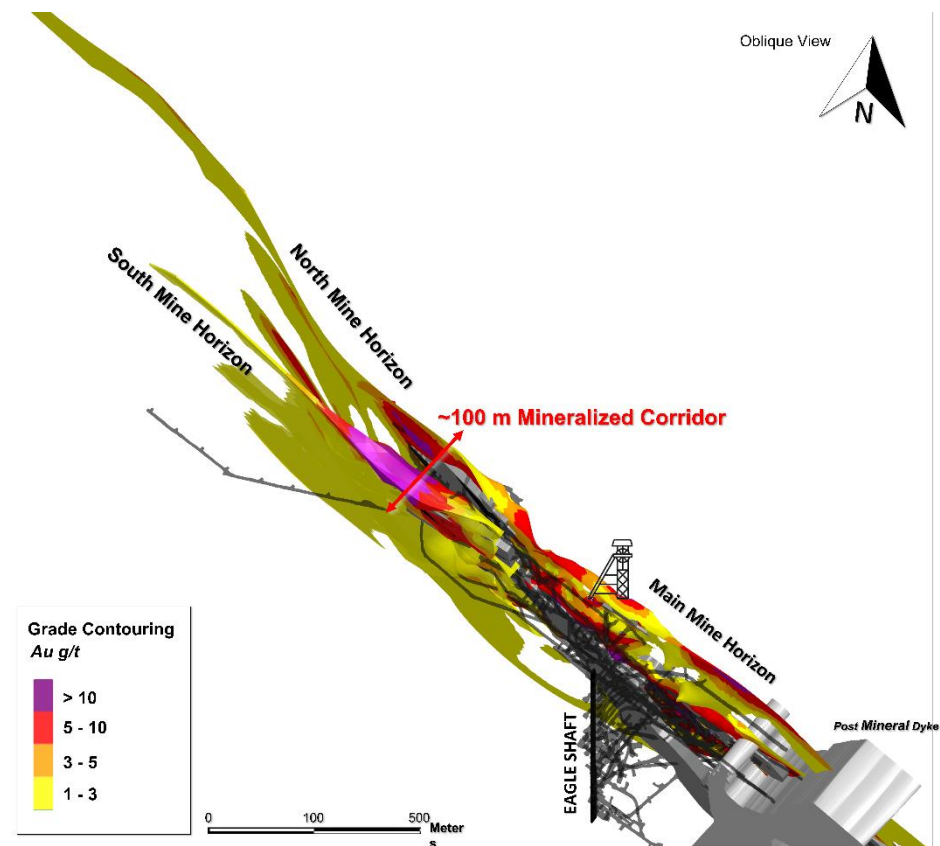 Oblique View
N
North Mine Horizon
South Mine Horizon
~100 m Mineralized Corridor
Main Mine Horizon
Post Mineral Dyke
EAGLE SHAFT
Grade Contouring
Au g/t
> 10
5 - 10
3 - 5
1 - 3
0 100 500
Meter
s